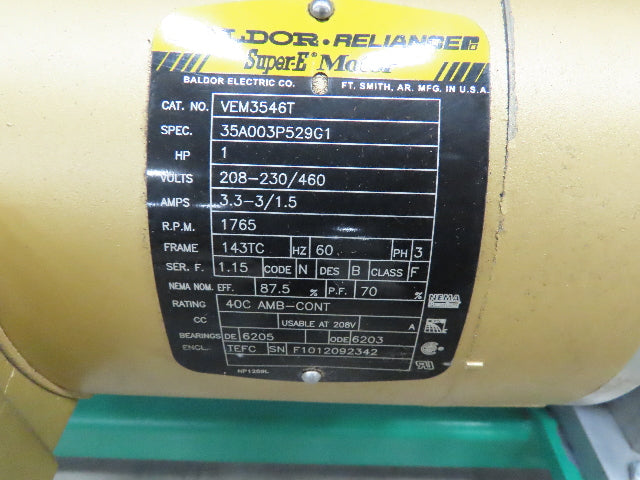 LDOR·RELIANCE
Super-E® Motor
BALDOR ELECTRIC CO. FT. SMITH, AR. MFG. IN U.S.A.
CAT. NO. VEM3546T
SPEC. 35A003P529G1
HP 1
VOLTS 208-230/460
AMPS 3.3-3/1.5
R.P.M. 1765
FRAME 143TC HZ 60 PH 3
SER. F. 1.15 CODE N DES B CLASS F
NEMA NOM. EFF. 87.5 % P.F. 70 %
NEMA
RATING 40C AMB-CONT
CC USABLE AT 208V A
BEARINGS DE 6205 ODE 6203
ENCL. TEFC SN F1012092342